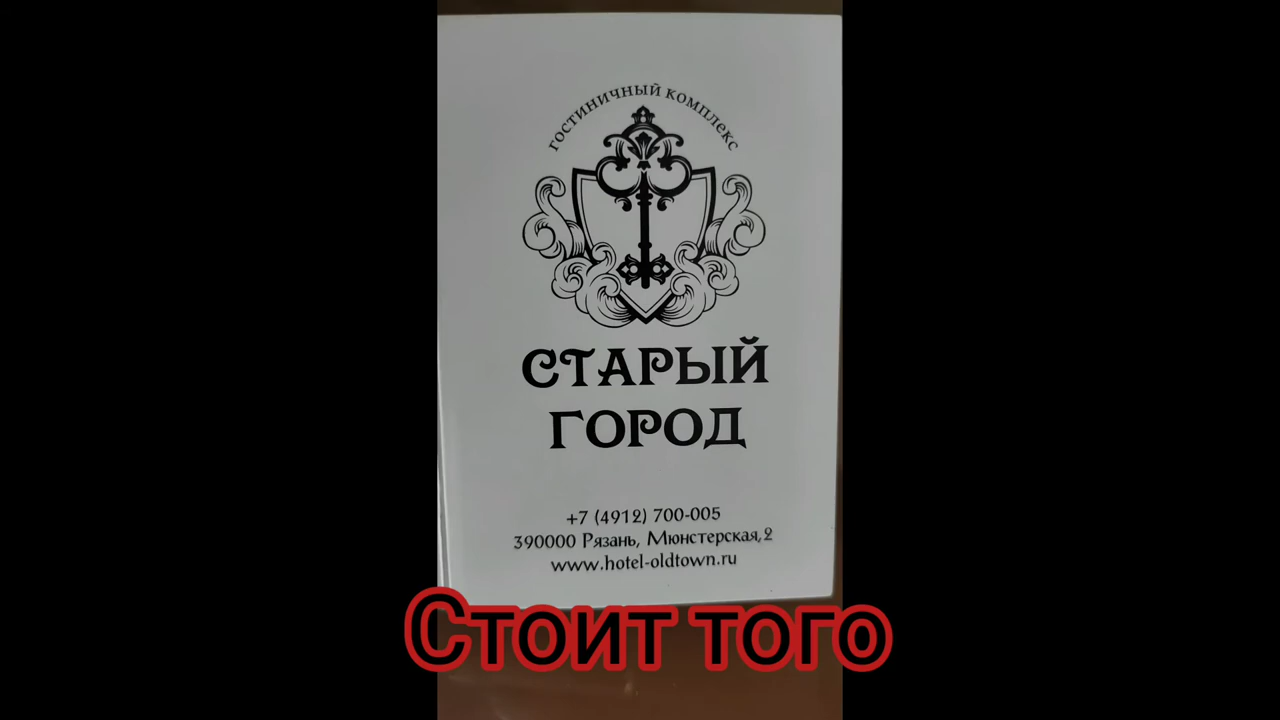 гостиничный комплекс
СТАРЫЙ
ГОРОД
+7 (4912) 700-005
390000 Рязань, Мюнстерская,2
www.hotel-oldtown.ru
Стоит того